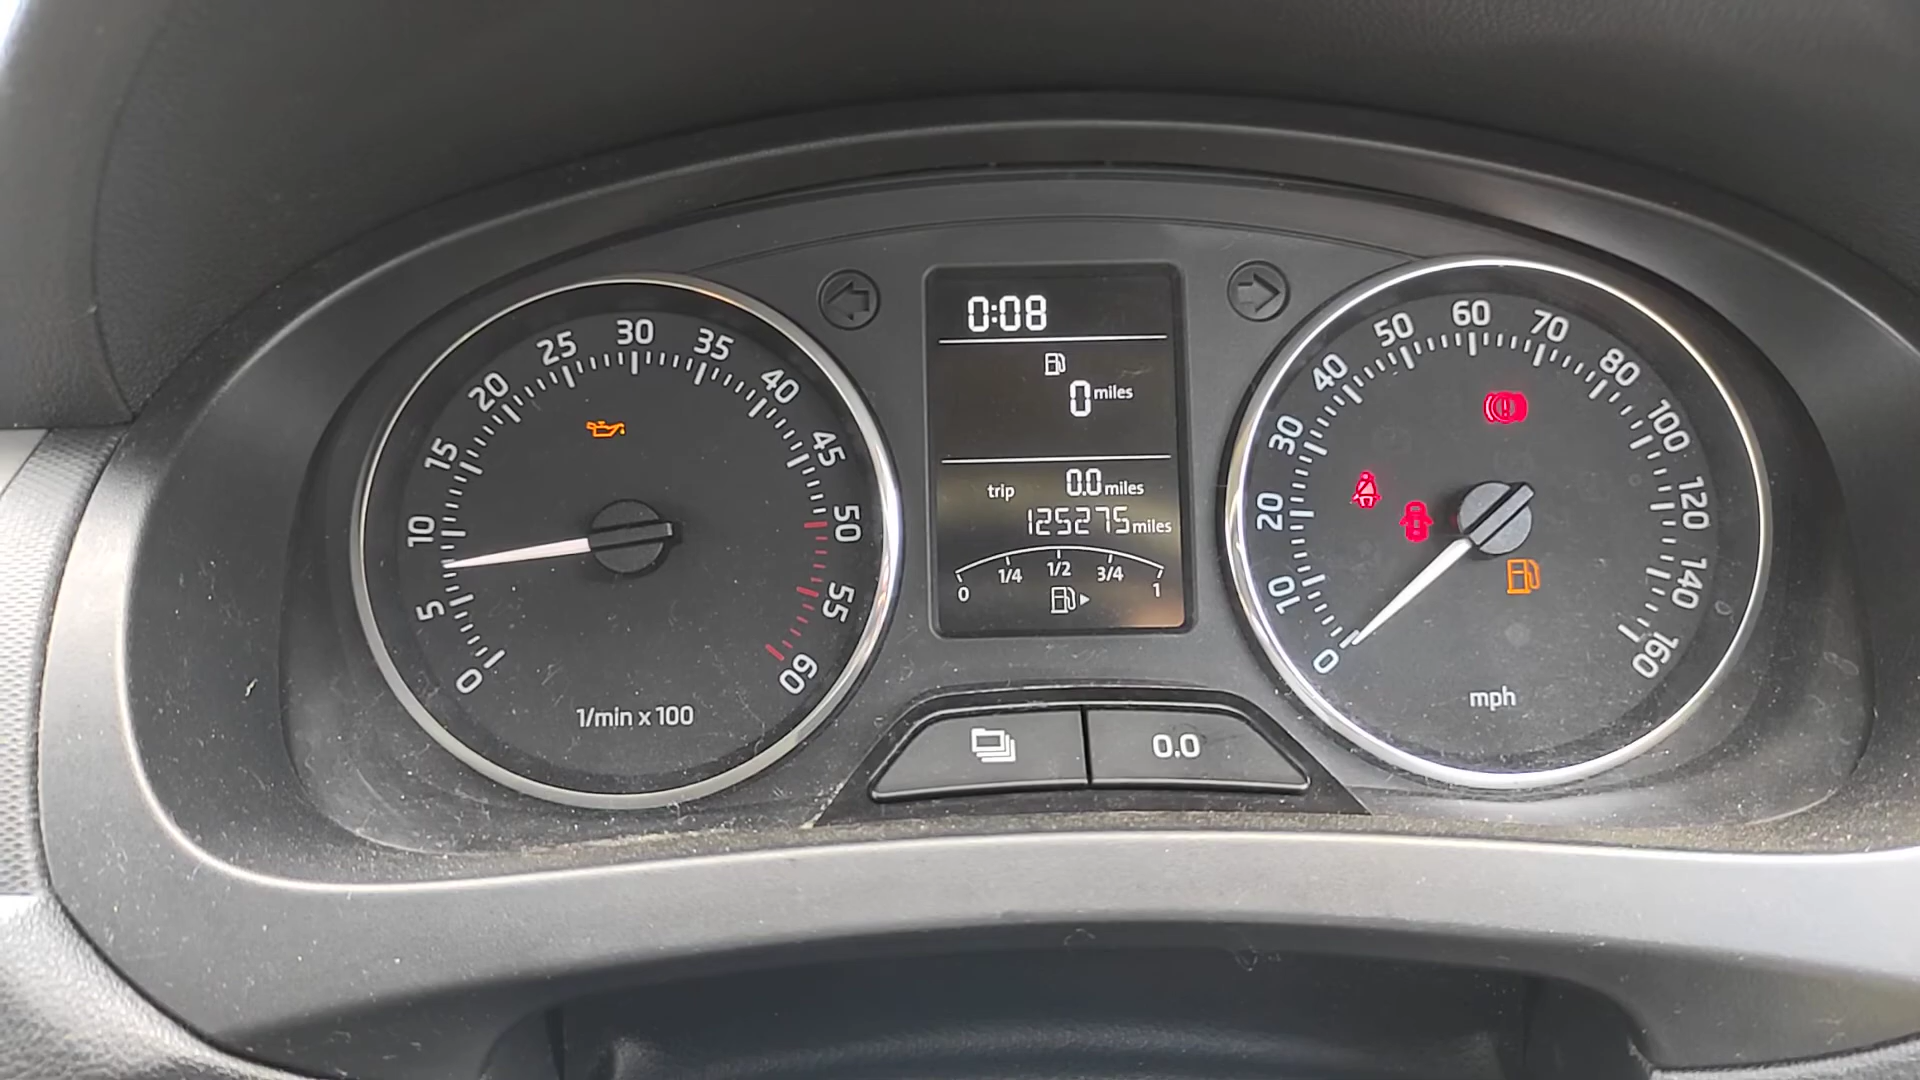 0:08
0 miles
trip 0.0 miles
125275 miles
0 1/4 1/2 3/4 1
0 5 10 15 20 25 30 35 40 45 50 55 60
1/min x 100
0 10 20 30 40 50 60 70 80 100 120 140 160
mph
0.0